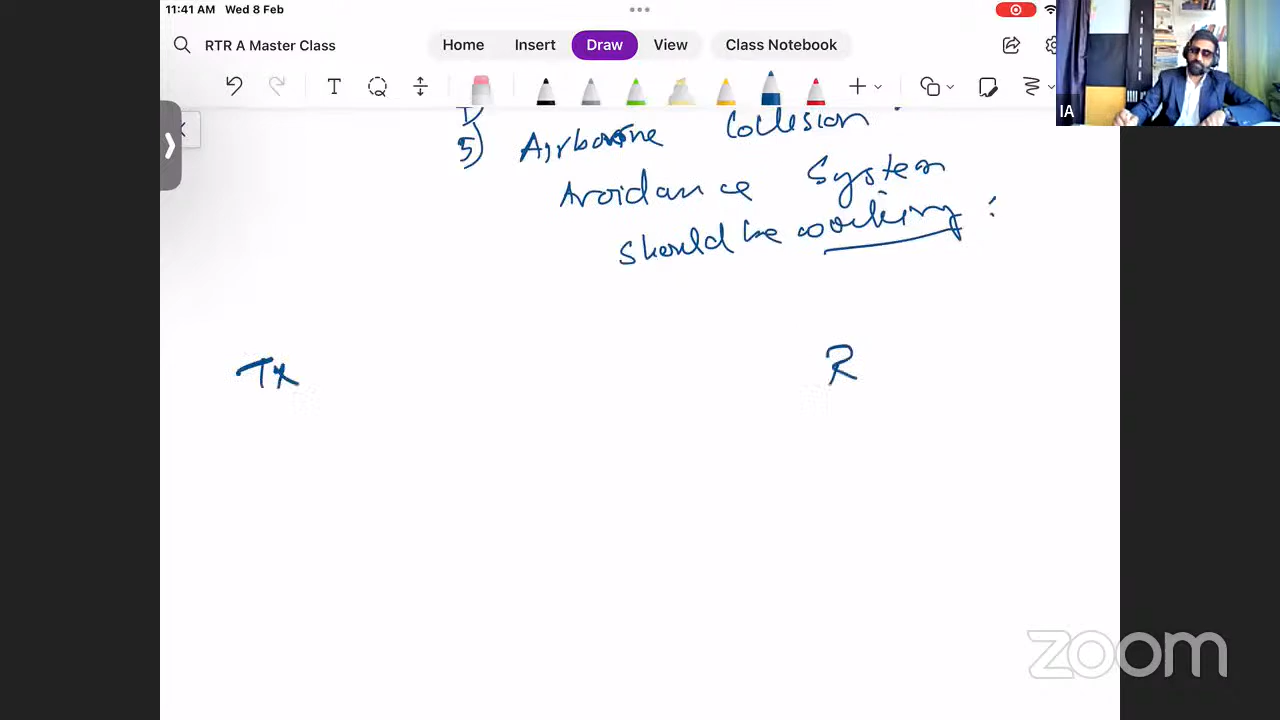 11:41 AM Wed 8 Feb
RTR A Master Class
Home Insert Draw View Class Notebook
T
IA
5) Airborne Collision
Avoidance System
should be working :
Tx R
zoom